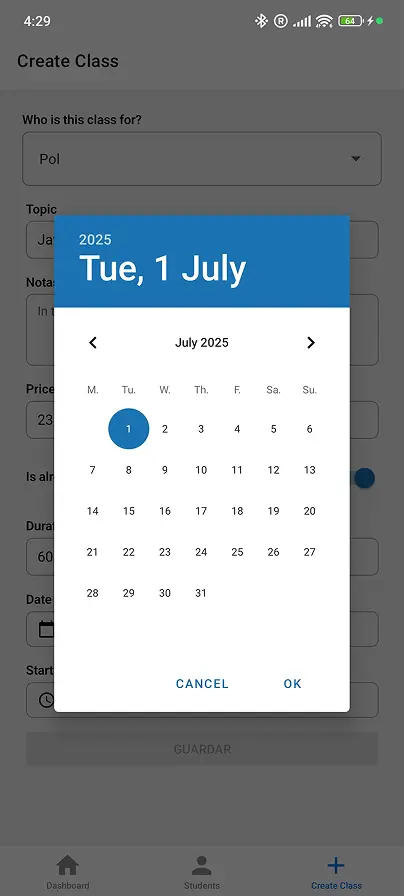 4:29
64
Create Class
Who is this class for?
Pol
Topic
Ja
Notas
In t
Price
23
Is alr
Durat
60
Date
Start
2025
Tue, 1 July
July 2025
M. Tu. W. Th. F. Sa. Su.
1 2 3 4 5 6
7 8 9 10 11 12 13
14 15 16 17 18 19 20
21 22 23 24 25 26 27
28 29 30 31
CANCEL OK
GUARDAR
Dashboard Students Create Class